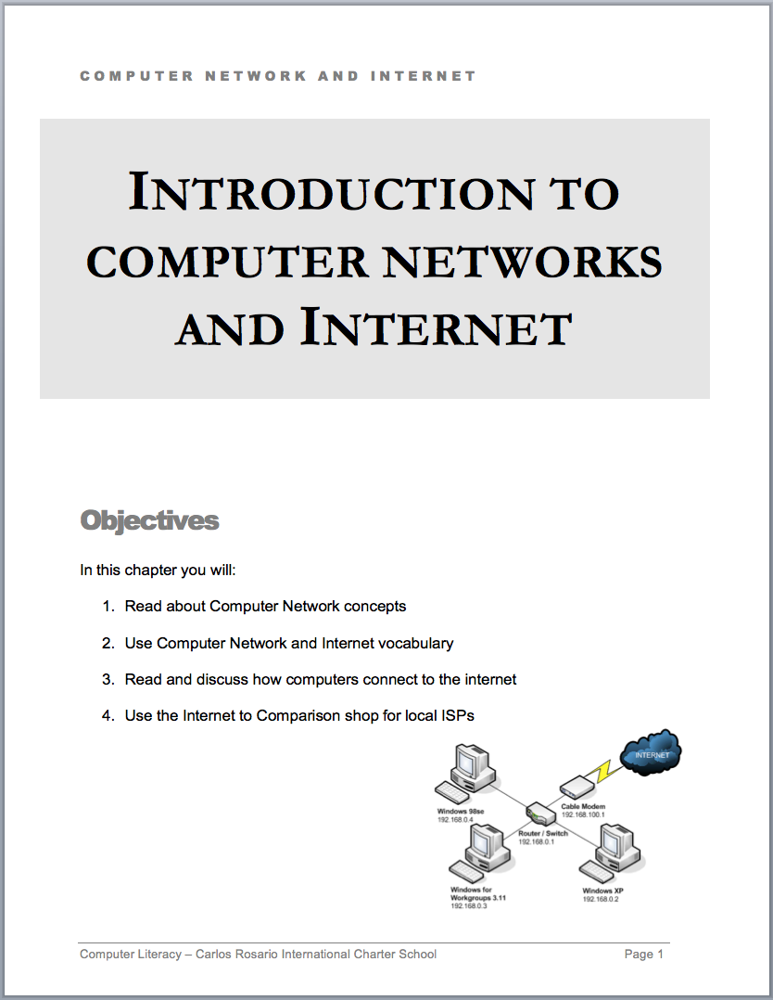 COMPUTER NETWORK AND INTERNET
INTRODUCTION TO
COMPUTER NETWORKS
AND INTERNET
Objectives
In this chapter you will:
1. Read about Computer Network concepts
2. Use Computer Network and Internet vocabulary
3. Read and discuss how computers connect to the internet
4. Use the Internet to Comparison shop for local ISPs
INTERNET
Cable Modem
192.168.100.1
Windows 98se
192.168.0.4
Router / Switch
192.168.0.1
Windows for
Workgroups 3.11
192.168.0.3
Windows XP
192.168.0.2
Computer Literacy – Carlos Rosario International Charter School Page 1